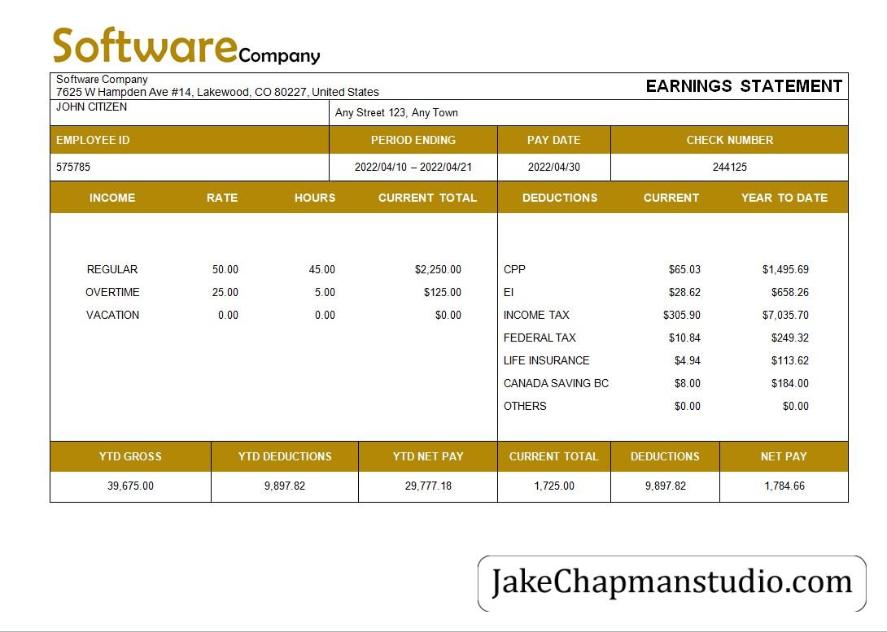 Software Company
Software Company
7625 W Hampden Ave #14, Lakewood, CO 80227, United States
EARNINGS STATEMENT
JOHN CITIZEN
Any Street 123, Any Town
EMPLOYEE ID PERIOD ENDING PAY DATE CHECK NUMBER
575785 2022/04/10 – 2022/04/21 2022/04/30 244125
INCOME RATE HOURS CURRENT TOTAL DEDUCTIONS CURRENT YEAR TO DATE
REGULAR 50.00 45.00 $2,250.00 CPP $65.03 $1,495.69
OVERTIME 25.00 5.00 $125.00 EI $28.62 $658.26
VACATION 0.00 0.00 $0.00 INCOME TAX $305.90 $7,035.70
FEDERAL TAX $10.84 $249.32
LIFE INSURANCE $4.94 $113.62
CANADA SAVING BC $8.00 $184.00
OTHERS $0.00 $0.00
YTD GROSS YTD DEDUCTIONS YTD NET PAY CURRENT TOTAL DEDUCTIONS NET PAY
39,675.00 9,897.82 29,777.18 1,725.00 9,897.82 1,784.66
JakeChapmanstudio.com